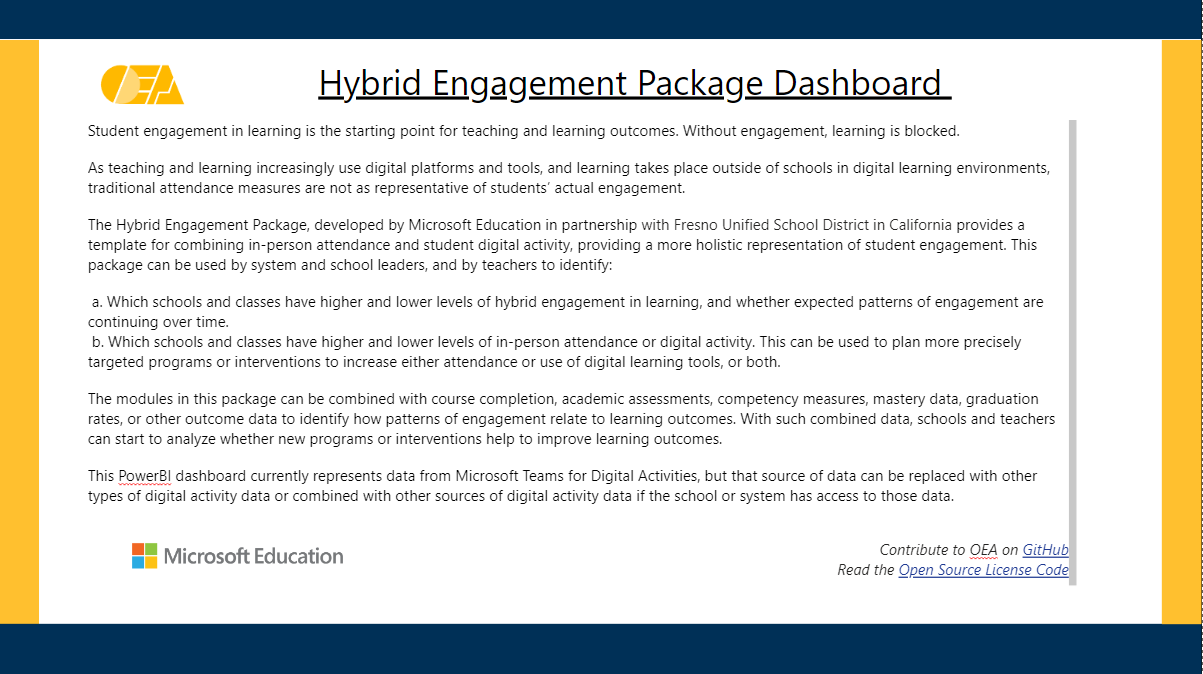 OEA
Hybrid Engagement Package Dashboard
Student engagement in learning is the starting point for teaching and learning outcomes. Without engagement, learning is blocked.
As teaching and learning increasingly use digital platforms and tools, and learning takes place outside of schools in digital learning environments,
traditional attendance measures are not as representative of students’ actual engagement.
The Hybrid Engagement Package, developed by Microsoft Education in partnership with Fresno Unified School District in California provides a
template for combining in-person attendance and student digital activity, providing a more holistic representation of student engagement. This
package can be used by system and school leaders, and by teachers to identify:
a. Which schools and classes have higher and lower levels of hybrid engagement in learning, and whether expected patterns of engagement are
continuing over time.
b. Which schools and classes have higher and lower levels of in-person attendance or digital activity. This can be used to plan more precisely
targeted programs or interventions to increase either attendance or use of digital learning tools, or both.
The modules in this package can be combined with course completion, academic assessments, competency measures, mastery data, graduation
rates, or other outcome data to identify how patterns of engagement relate to learning outcomes. With such combined data, schools and teachers
can start to analyze whether new programs or interventions help to improve learning outcomes.
This PowerBI dashboard currently represents data from Microsoft Teams for Digital Activities, but that source of data can be replaced with other
types of digital activity data or combined with other sources of digital activity data if the school or system has access to those data.
Microsoft Education
Contribute to OEA on GitHub
Read the Open Source License Code